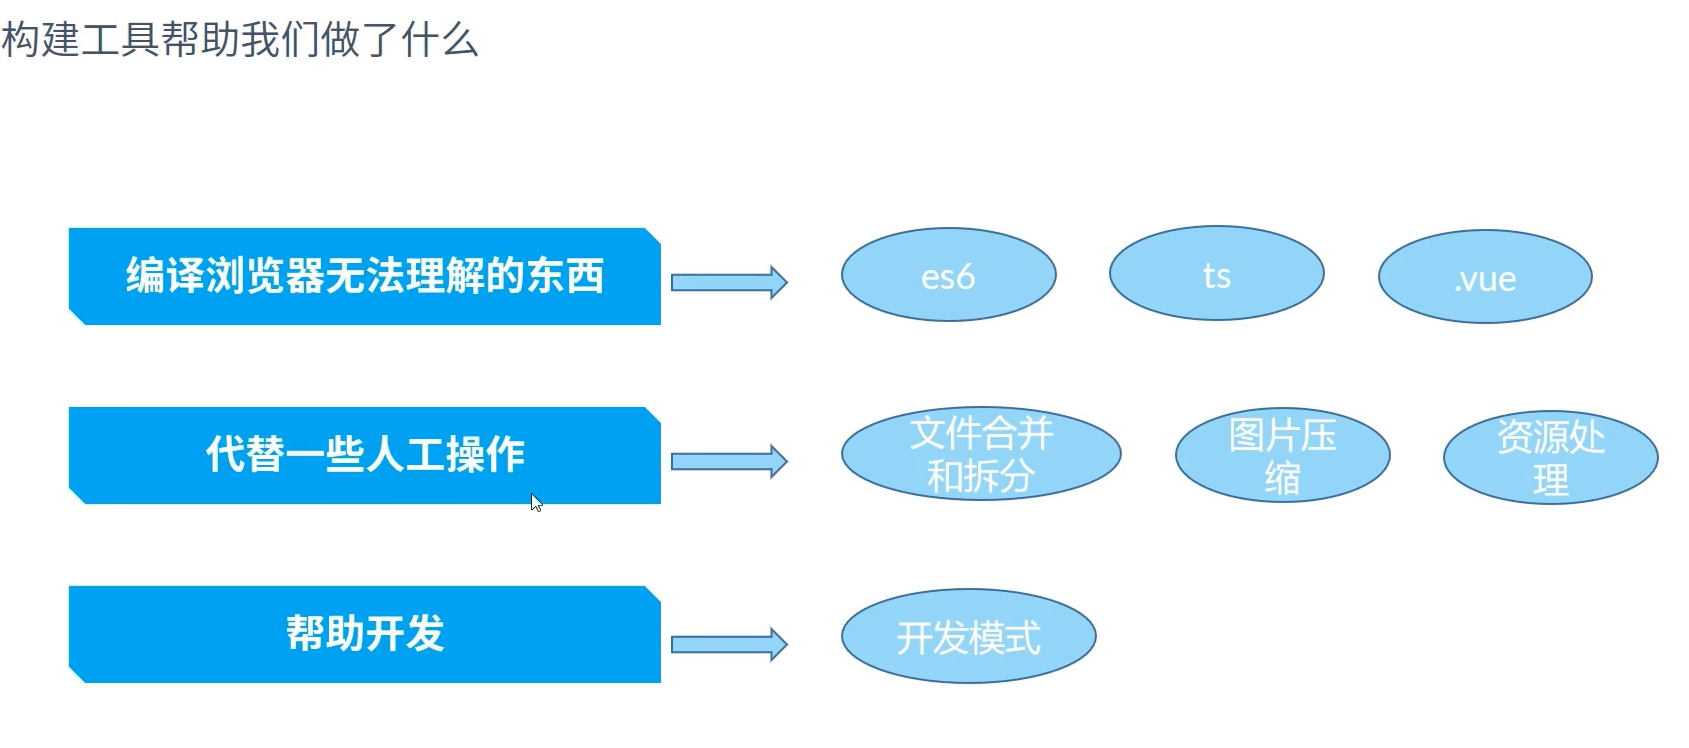 构建工具帮助我们做了什么
编译浏览器无法理解的东西
es6
ts
.vue
代替一些人工操作
文件合并
和拆分
图片压
缩
资源处
理
帮助开发
开发模式